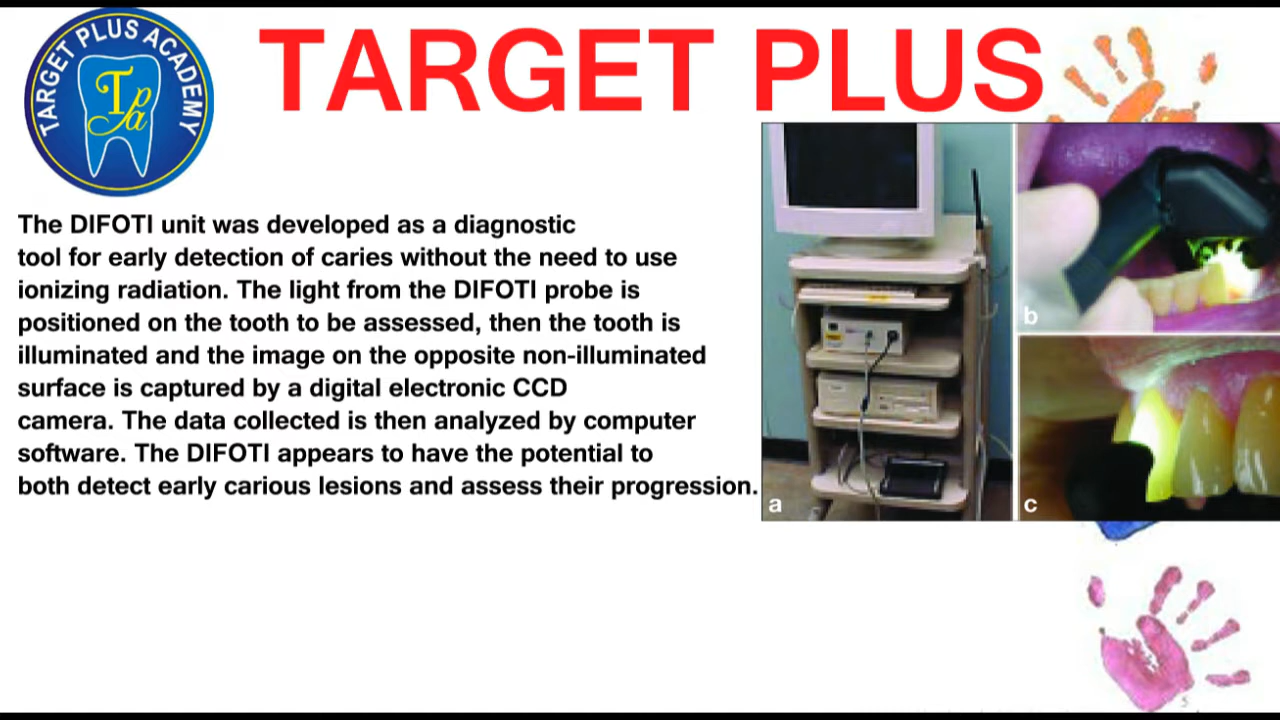 TARGET PLUS ACADEMY
Tpa
TARGET PLUS
The DIFOTI unit was developed as a diagnostic
tool for early detection of caries without the need to use
ionizing radiation. The light from the DIFOTI probe is
positioned on the tooth to be assessed, then the tooth is
illuminated and the image on the opposite non-illuminated
surface is captured by a digital electronic CCD
camera. The data collected is then analyzed by computer
software. The DIFOTI appears to have the potential to
both detect early carious lesions and assess their progression.
a
b
c